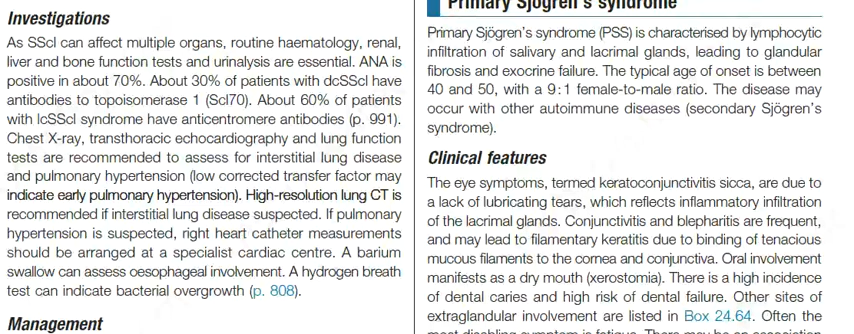 Investigations
As SScl can affect multiple organs, routine haematology, renal,
liver and bone function tests and urinalysis are essential. ANA is
positive in about 70%. About 30% of patients with dcSScl have
antibodies to topoisomerase 1 (Scl70). About 60% of patients
with lcSScl syndrome have anticentromere antibodies (p. 991).
Chest X-ray, transthoracic echocardiography and lung function
tests are recommended to assess for interstitial lung disease
and pulmonary hypertension (low corrected transfer factor may
indicate early pulmonary hypertension). High-resolution lung CT is
recommended if interstitial lung disease suspected. If pulmonary
hypertension is suspected, right heart catheter measurements
should be arranged at a specialist cardiac centre. A barium
swallow can assess oesophageal involvement. A hydrogen breath
test can indicate bacterial overgrowth (p. 808).
Management
Primary Sjögren's syndrome
Primary Sjögren's syndrome (PSS) is characterised by lymphocytic
infiltration of salivary and lacrimal glands, leading to glandular
fibrosis and exocrine failure. The typical age of onset is between
40 and 50, with a 9:1 female-to-male ratio. The disease may
occur with other autoimmune diseases (secondary Sjögren's
syndrome).
Clinical features
The eye symptoms, termed keratoconjunctivitis sicca, are due to
a lack of lubricating tears, which reflects inflammatory infiltration
of the lacrimal glands. Conjunctivitis and blepharitis are frequent,
and may lead to filamentary keratitis due to binding of tenacious
mucous filaments to the cornea and conjunctiva. Oral involvement
manifests as a dry mouth (xerostomia). There is a high incidence
of dental caries and high risk of dental failure. Other sites of
extraglandular involvement are listed in Box 24.64. Often the
most disabling symptom is fatigue. There may be an association